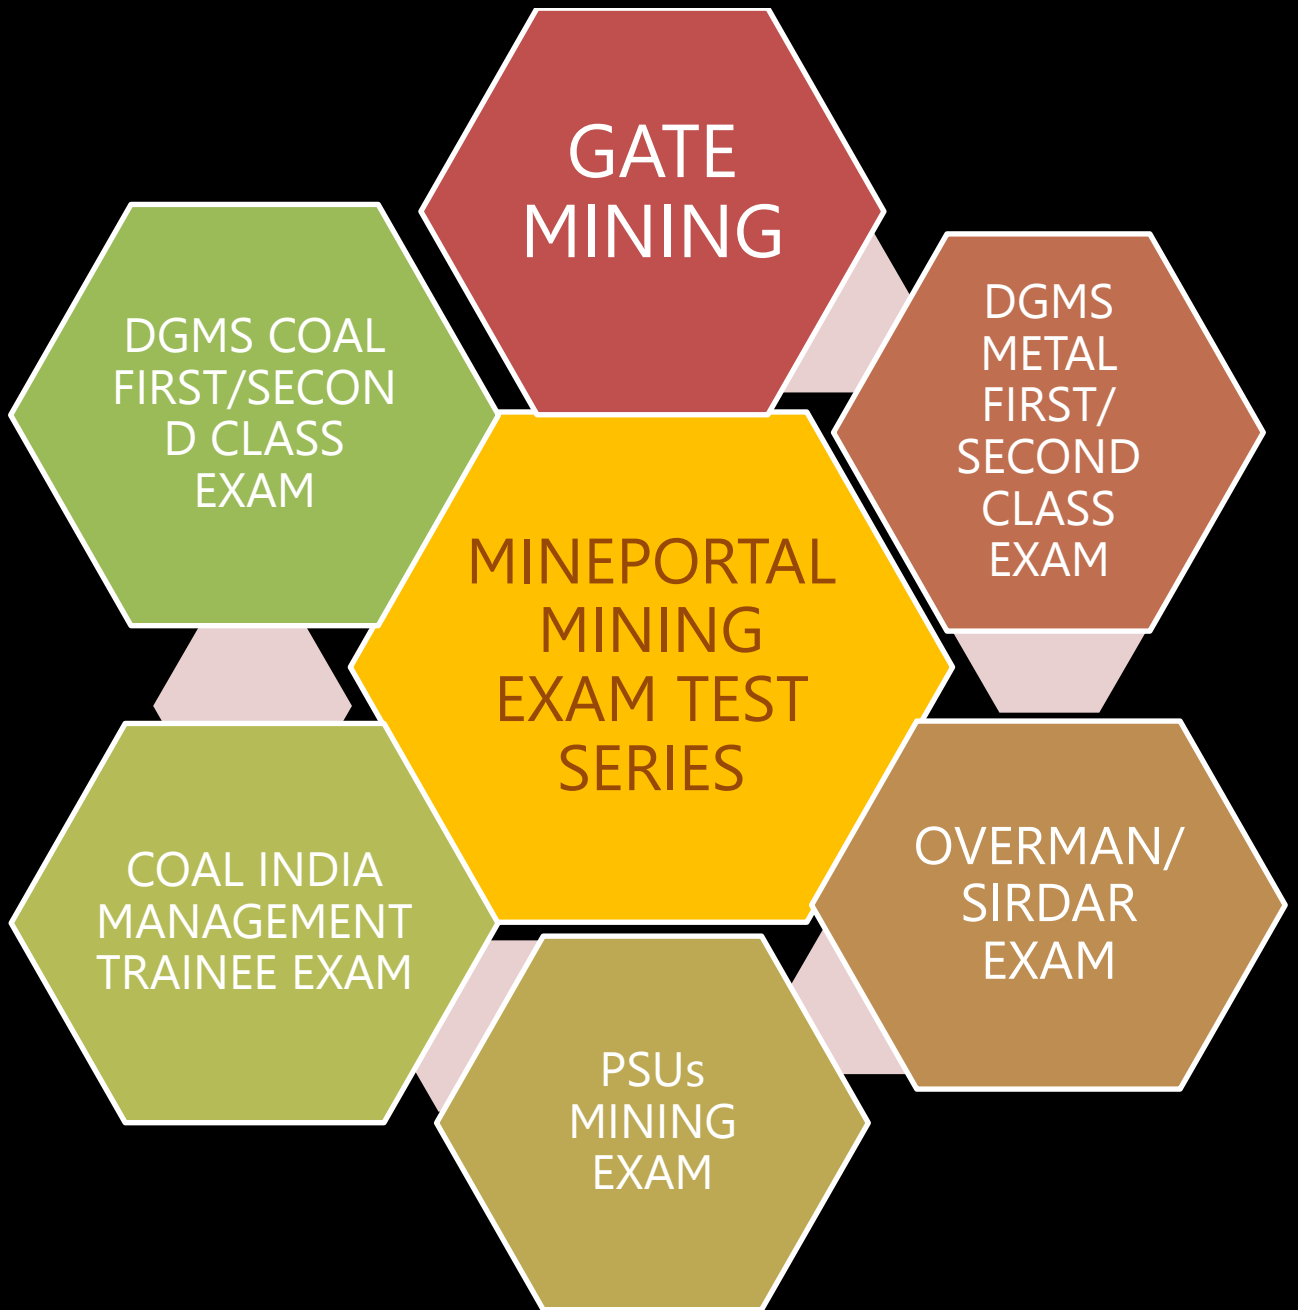 GATE
MINING
DGMS COAL
FIRST/SECON
D CLASS
EXAM
DGMS
METAL
FIRST/
SECOND
CLASS
EXAM
MINEPORTAL
MINING
EXAM TEST
SERIES
COAL INDIA
MANAGEMENT
TRAINEE EXAM
OVERMAN/
SIRDAR
EXAM
PSUs
MINING
EXAM